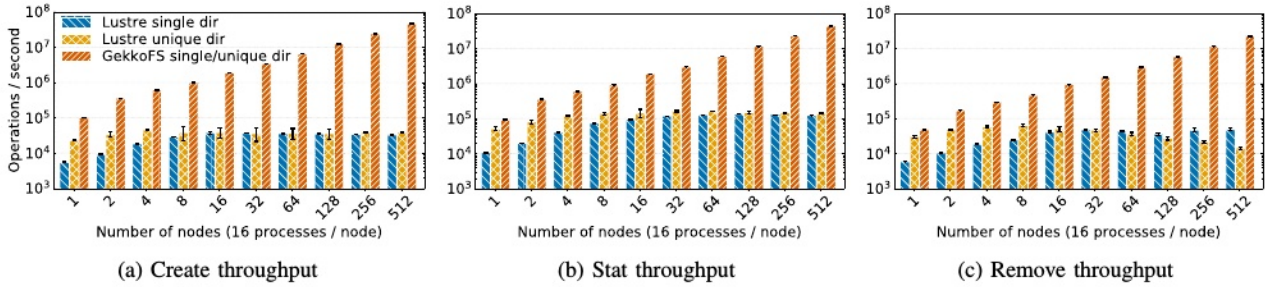 Operations / second
10^8
10^7
10^6
10^5
10^4
10^3
Lustre single dir
Lustre unique dir
GekkoFS single/unique dir
1 2 4 8 16 32 64 128 256 512
Number of nodes (16 processes / node)
(a) Create throughput
10^8
10^7
10^6
10^5
10^4
10^3
1 2 4 8 16 32 64 128 256 512
Number of nodes (16 processes / node)
(b) Stat throughput
10^8
10^7
10^6
10^5
10^4
10^3
1 2 4 8 16 32 64 128 256 512
Number of nodes (16 processes / node)
(c) Remove throughput